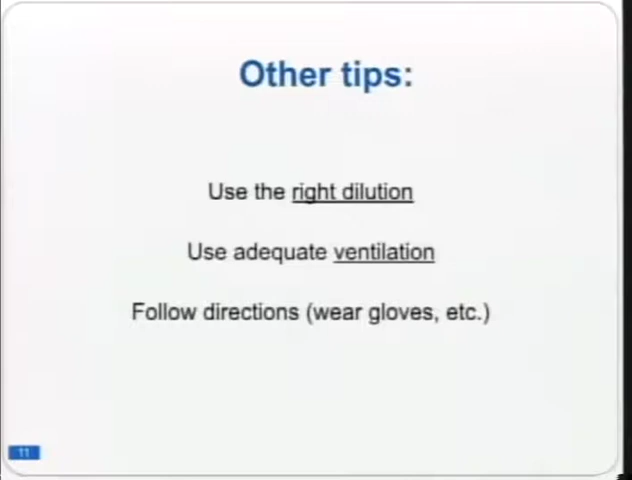 Other tips:
Use the right dilution
Use adequate ventilation
Follow directions (wear gloves, etc.)
11